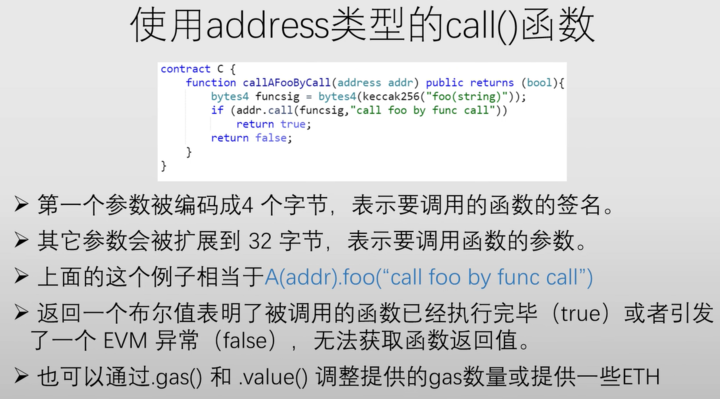 使用address类型的call()函数
contract C {
    function callAFooByCall(address addr) public returns (bool){
        bytes4 funcsig = bytes4(keccak256("foo(string)"));
        if (addr.call(funcsig,"call foo by func call"))
            return true;
        return false;
    }
}
➢ 第一个参数被编码成4 个字节，表示要调用的函数的签名。
➢ 其它参数会被扩展到 32 字节，表示要调用函数的参数。
➢ 上面的这个例子相当于A(addr).foo(“call foo by func call”)
➢ 返回一个布尔值表明了被调用的函数已经执行完毕（true）或者引发
了一个 EVM 异常（false），无法获取函数返回值。
➢ 也可以通过.gas() 和 .value() 调整提供的gas数量或提供一些ETH